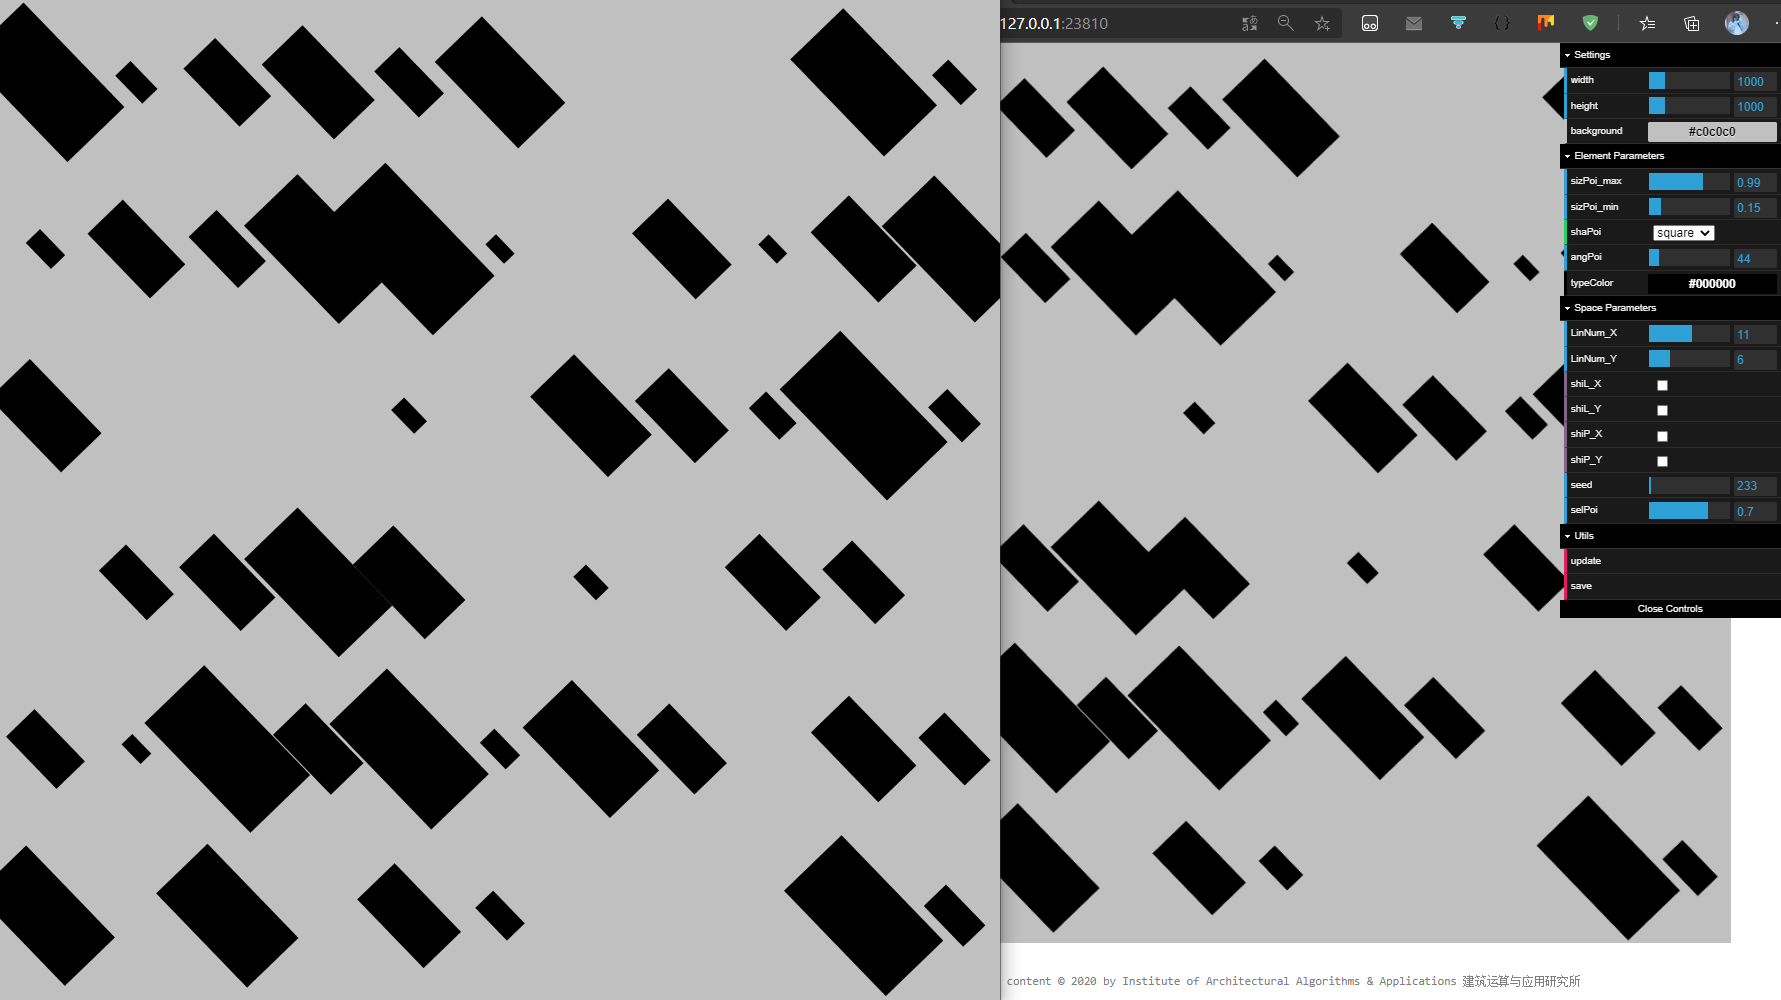 127.0.0.1:23810
Settings
width 1000
height 1000
background #c0c0c0
Element Parameters
sizPoi_max 0.99
sizPoi_min 0.15
shaPoi square
angPoi 44
typeColor #000000
Space Parameters
LinNum_X 11
LinNum_Y 6
shiL_X
shiL_Y
shiP_X
shiP_Y
seed 233
selPoi 0.7
Utils
update
save
Close Controls
content © 2020 by Institute of Architectural Algorithms & Applications 建筑运算与应用研究所